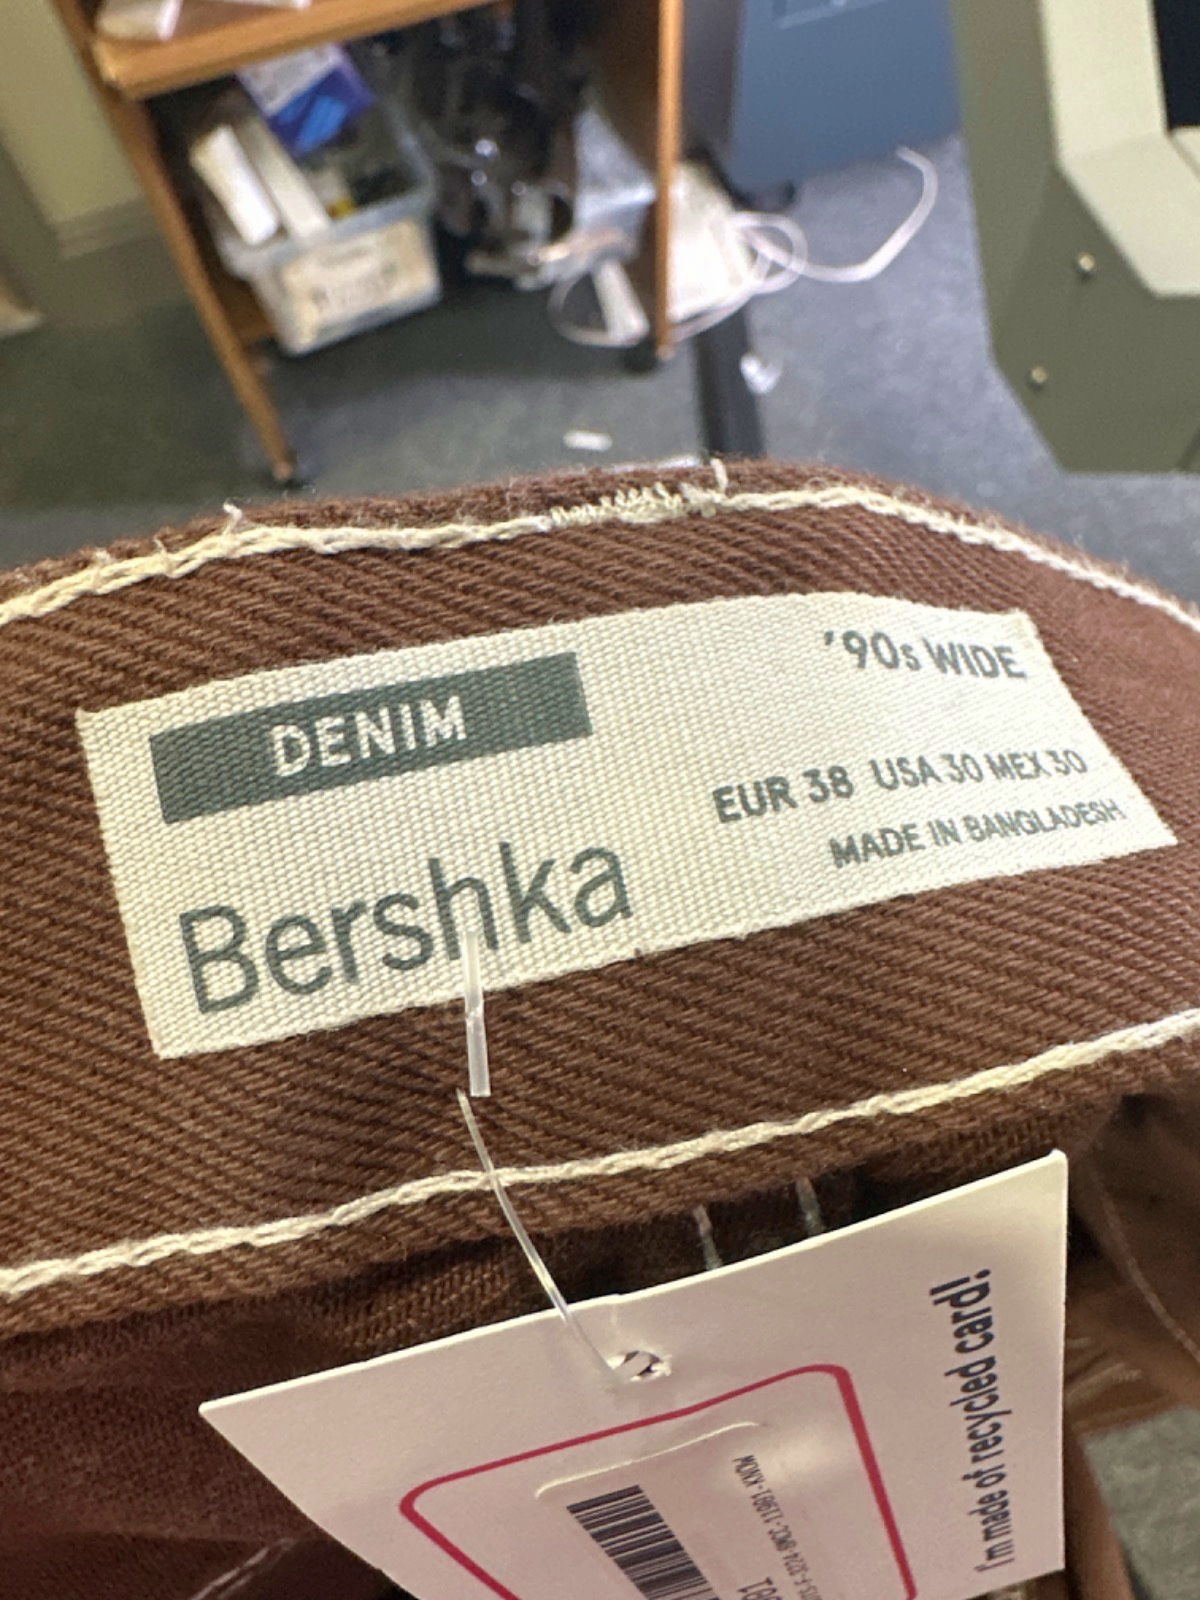 DENIM
'90s WIDE
EUR 38 USA 30 MEX 30
MADE IN BANGLADESH
Bershka
I'm made of recycled card!